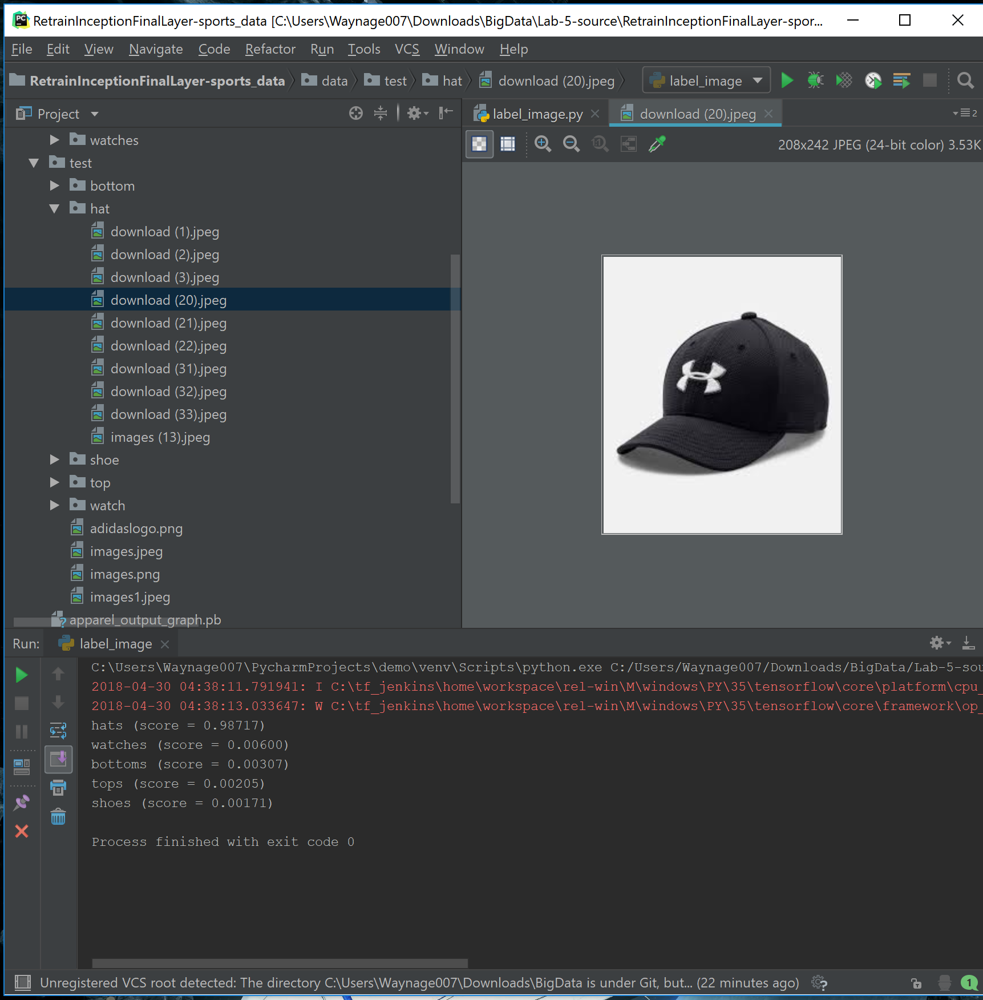 RetrainInceptionFinalLayer-sports_data [C:\Users\Waynage007\Downloads\BigData\Lab-5-source\RetrainInceptionFinalLayer-spor...
File Edit View Navigate Code Refactor Run Tools VCS Window Help
RetrainInceptionFinalLayer-sports_data data test hat download (20).jpeg label_image
Project
label_image.py download (20).jpeg 2
208x242 JPEG (24-bit color) 3.53K
watches
test
bottom
hat
download (1).jpeg
download (2).jpeg
download (3).jpeg
download (20).jpeg
download (21).jpeg
download (22).jpeg
download (31).jpeg
download (32).jpeg
download (33).jpeg
images (13).jpeg
shoe
top
watch
adidaslogo.png
images.jpeg
images.png
images1.jpeg
apparel_output_graph.pb
Run: label_image
C:\Users\Waynage007\PycharmProjects\demo\venv\Scripts\python.exe C:/Users/Waynage007/Downloads/BigData/Lab-5-sou
2018-04-30 04:38:11.791941: I C:\tf_jenkins\home\workspace\rel-win\M\windows\PY\35\tensorflow\core\platform\cpu_
2018-04-30 04:38:13.033647: W C:\tf_jenkins\home\workspace\rel-win\M\windows\PY\35\tensorflow\core\framework\op_
hats (score = 0.98717)
watches (score = 0.00600)
bottoms (score = 0.00307)
tops (score = 0.00205)
shoes (score = 0.00171)
Process finished with exit code 0
Unregistered VCS root detected: The directory C:\Users\Waynage007\Downloads\BigData is under Git, but... (22 minutes ago) 1